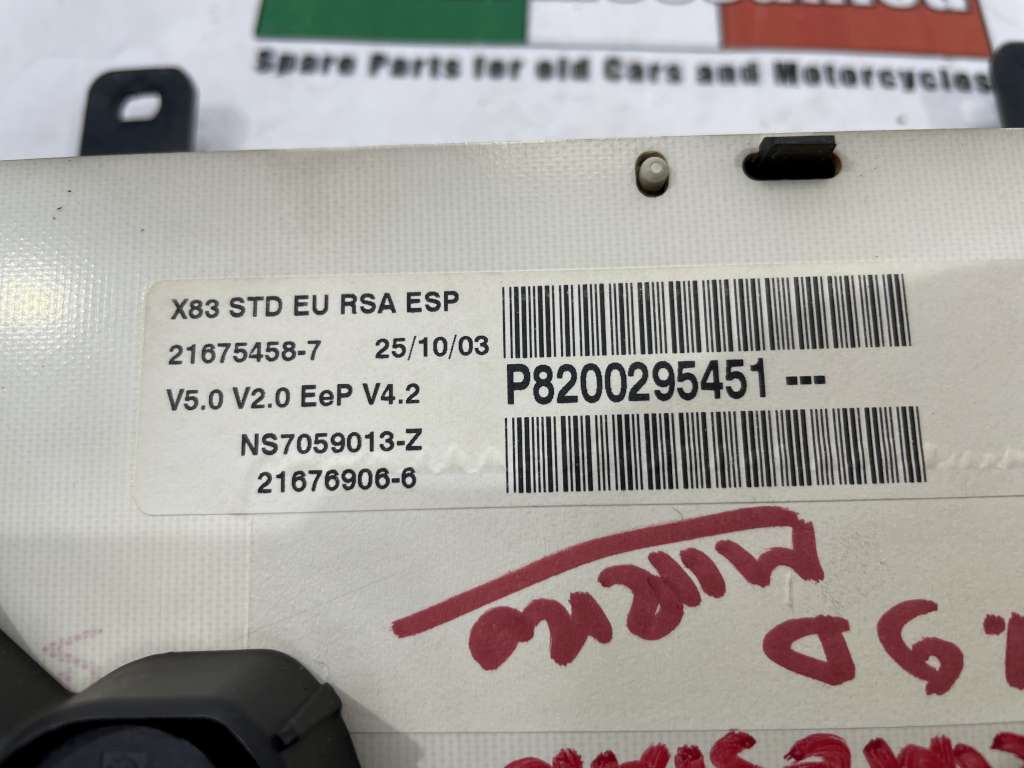 Spare Parts for old Cars and Motorcycles
X83 STD EU RSA ESP
21675458-7 25/10/03
V5.0 V2.0 EeP V4.2
NS7059013-Z
21676906-6
P8200295451 ---